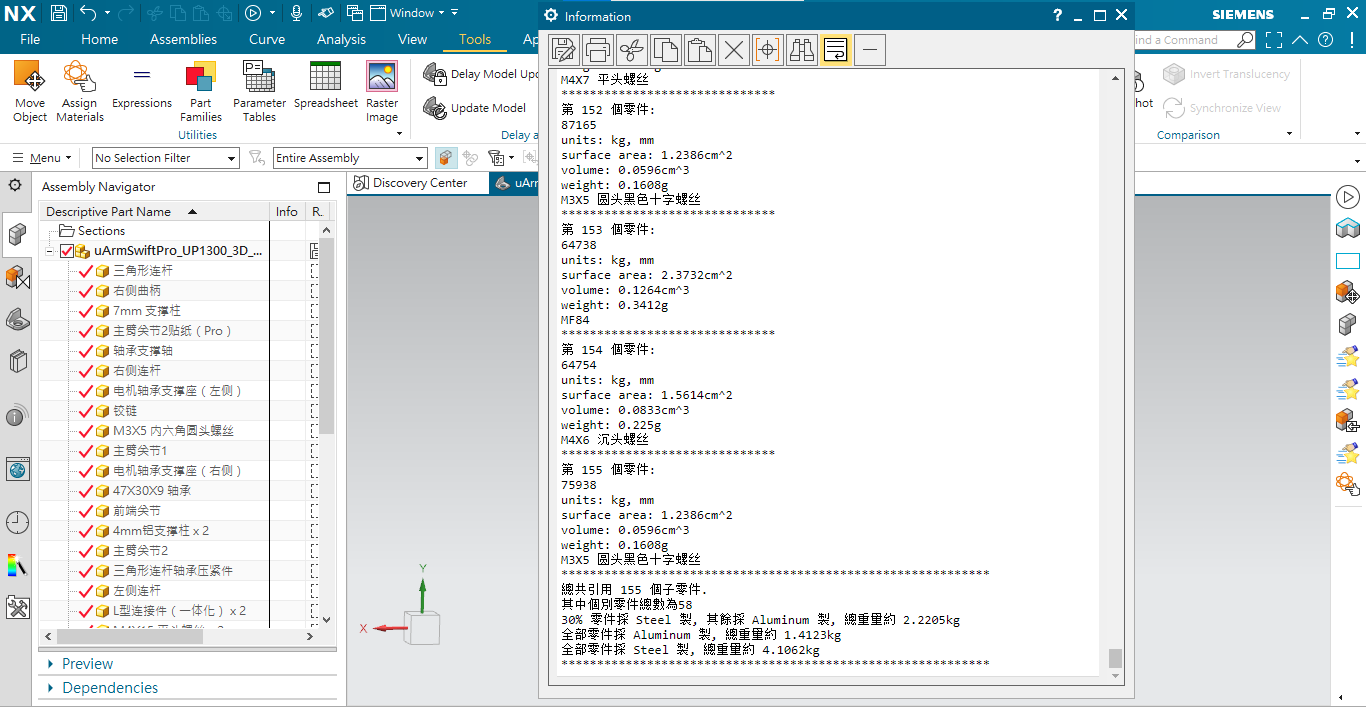 NX
Window
SIEMENS
File
Home
Assemblies
Curve
Analysis
View
Tools
Ap
ind a Command
Move Object
Assign Materials
Expressions
Part Families
Parameter Tables
Spreadsheet
Raster Image
Delay Model Upd
Update Model
hot
Invert Translucency
Synchronize View
Utilities
Delay a
Comparison
Menu
No Selection Filter
Entire Assembly
Assembly Navigator
Discovery Center
uArm
Descriptive Part Name
Info
R.
Sections
uArmSwiftPro_UP1300_3D_...
三角形连杆
右侧曲柄
7mm 支撑柱
主臂关节2贴纸（Pro）
轴承支撑轴
右侧连杆
电机轴承支撑座（左侧）
铰链
M3X5 内六角圆头螺丝
主臂关节1
电机轴承支撑座（右侧）
47X30X9 轴承
前端关节
4mm铝支撑柱 x 2
主臂关节2
三角形连杆轴承压紧件
左侧连杆
L型连接件（一体化）x 2
Preview
Dependencies
Information
?
M4X7 平头螺丝
***************************
第 152 個零件:
87165
units: kg, mm
surface area: 1.2386cm^2
volume: 0.0596cm^3
weight: 0.1608g
M3X5 圆头黑色十字螺丝
***************************
第 153 個零件:
64738
units: kg, mm
surface area: 2.3732cm^2
volume: 0.1264cm^3
weight: 0.3412g
MF84
***************************
第 154 個零件:
64754
units: kg, mm
surface area: 1.5614cm^2
volume: 0.0833cm^3
weight: 0.225g
M4X6 沉头螺丝
***************************
第 155 個零件:
75938
units: kg, mm
surface area: 1.2386cm^2
volume: 0.0596cm^3
weight: 0.1608g
M3X5 圆头黑色十字螺丝
******************************************************
總共引用 155 個子零件.
其中個別零件總數為58
30% 零件採 Steel 製, 其餘採 Aluminum 製, 總重量約 2.2205kg
全部零件採 Aluminum 製, 總重量約 1.4123kg
全部零件採 Steel 製, 總重量約 4.1062kg
******************************************************
Y
X